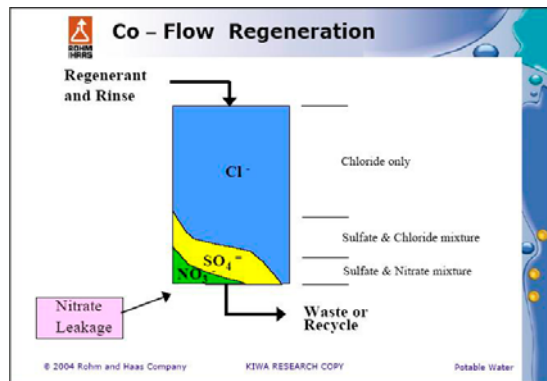 Co – Flow Regeneration
ROHM
HAAS
Regenerant
and Rinse
Cl -
Chloride only
Sulfate & Chloride mixture
SO4 =
NO3 -
Sulfate & Nitrate mixture
Nitrate
Leakage
Waste or
Recycle
© 2004 Rohm and Haas Company
KIWA RESEARCH COPY
Potable Water